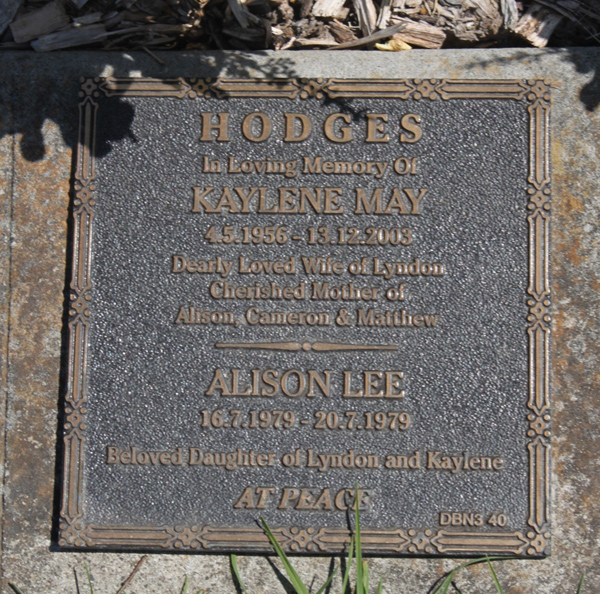 HODGES
In Loving Memory Of
KAYLENE MAY
4.5.1956 - 13.12.2003
Dearly Loved Wife of Lyndon
Cherished Mother of
Alison, Cameron & Matthew
ALISON LEE
16.7.1979 - 20.7.1979
Beloved Daughter of Lyndon and Kaylene
AT PEACE
DBN3 40